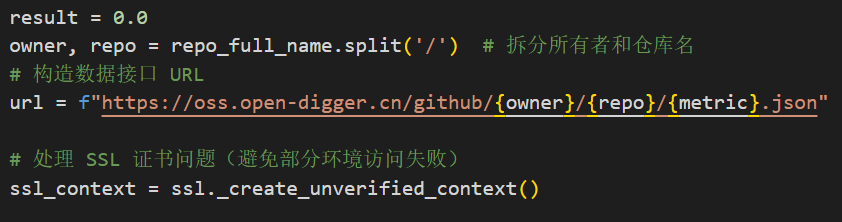 result = 0.0
owner, repo = repo_full_name.split('/')  # 拆分所有者和仓库名
# 构造数据接口 URL
url = f"https://oss.open-digger.cn/github/{owner}/{repo}/{metric}.json"
# 处理 SSL 证书问题（避免部分环境访问失败）
ssl_context = ssl._create_unverified_context()